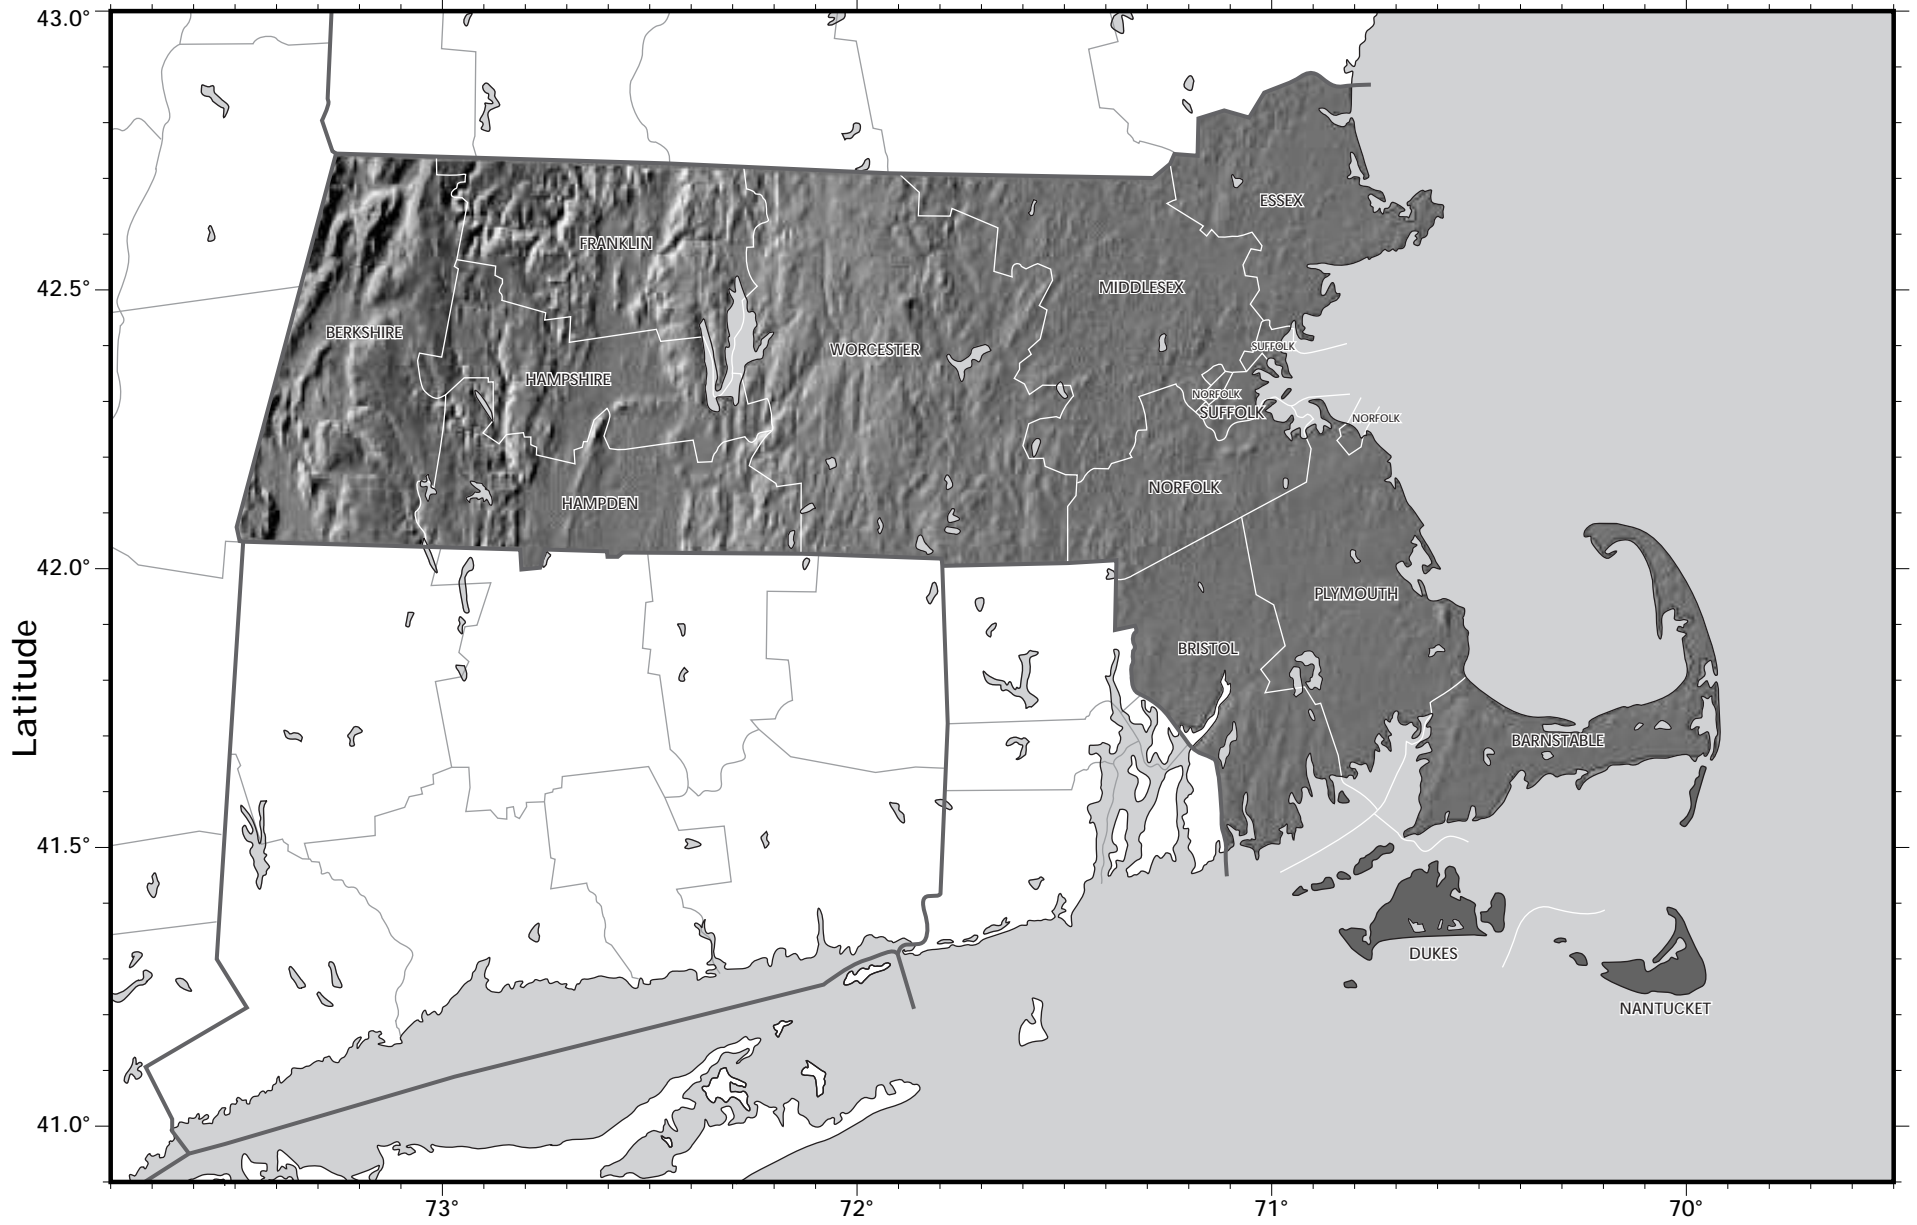 43.0°
ESSEX
FRANKLIN
42.5°
MIDDLESEX
BERKSHIRE
SUFFOLK
WORCESTER
HAMPSHIRE
NORFOLK
SUFFOLK
NORFOLK
NORFOLK
HAMPDEN
42.0°
PLYMOUTH
BRISTOL
Latitude
BARNSTABLE
41.5°
DUKES
NANTUCKET
41.0°
73° 72° 71° 70°